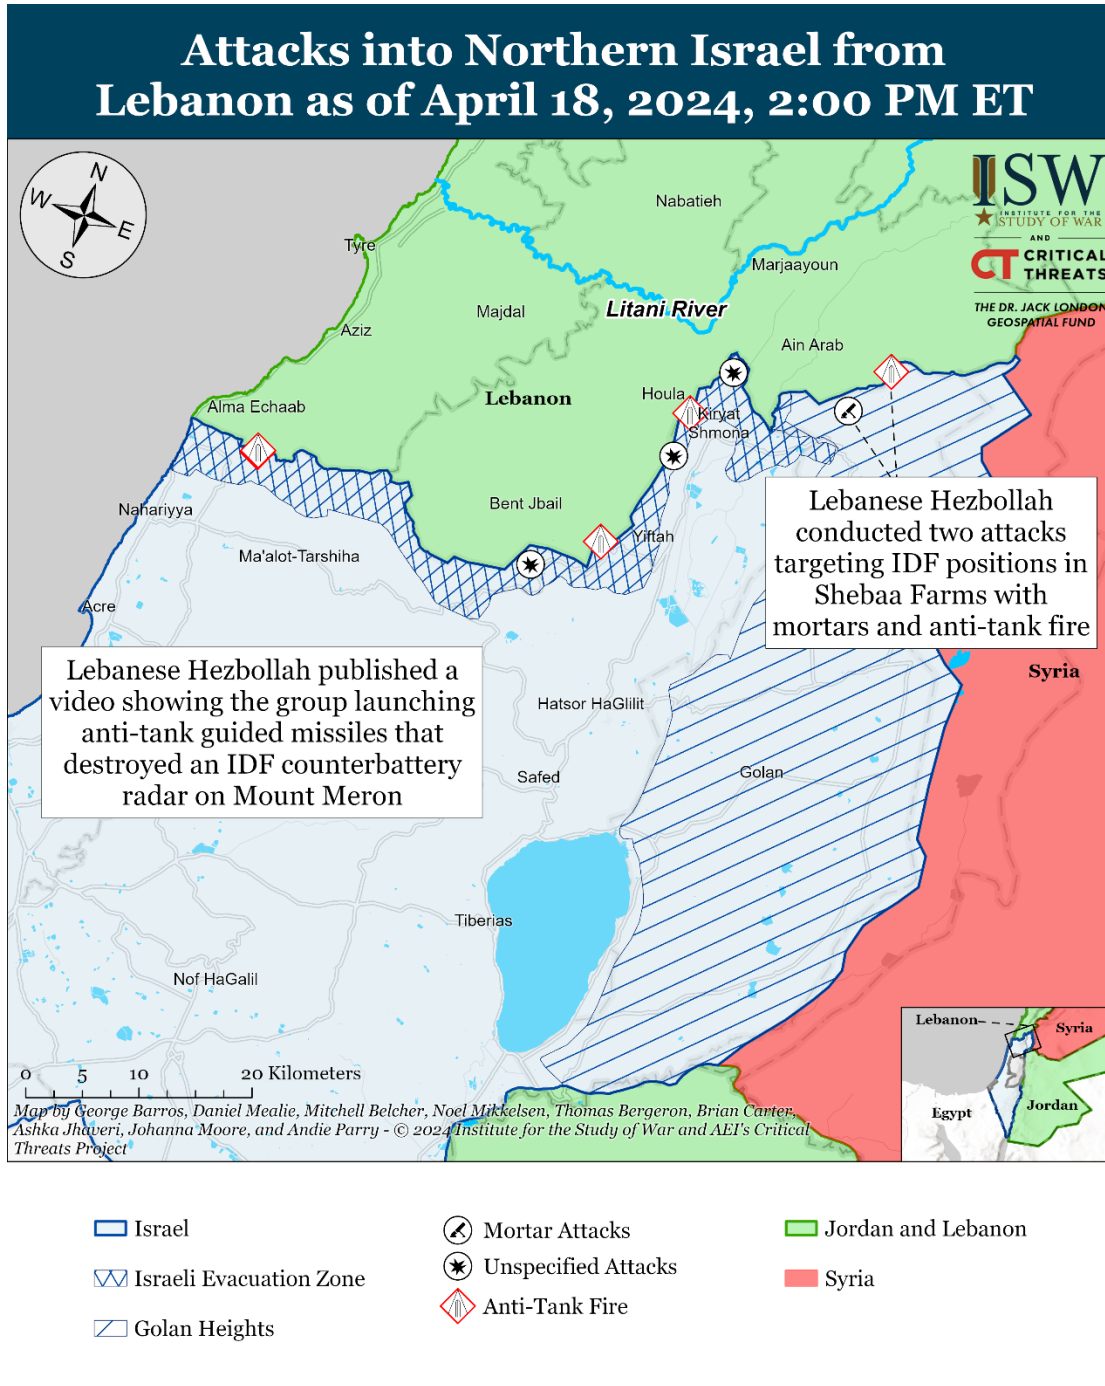 Attacks into Northern Israel from
Lebanon as of April 18, 2024, 2:00 PM ET
N
W
E
S
ISW
INSTITUTE FOR THE
STUDY OF WAR
AND
CT CRITICAL
THREATS
THE DR. JACK LONDON
GEOSPATIAL FUND
Nabatieh
Tyre
Marjaayoun
Majdal
Litani River
Aziz
Ain Arab
Houla
Lebanon
Alma Echaab
Kiryat
Shmona
Bent Jbail
Nahariyya
Yiftah
Ma'alot-Tarshiha
Acre
Lebanese Hezbollah
conducted two attacks
targeting IDF positions in
Shebaa Farms with
mortars and anti-tank fire
Lebanese Hezbollah published a
video showing the group launching
anti-tank guided missiles that
destroyed an IDF counterbattery
radar on Mount Meron
Syria
Hatsor HaGlilit
Safed
Golan
Tiberias
Nof HaGalil
0 5 10 20 Kilometers
Map by George Barros, Daniel Mealie, Mitchell Belcher, Noel Mikkelsen, Thomas Bergeron, Brian Carter,
Ashka Jhaveri, Johanna Moore, and Andie Parry - © 2024 Institute for the Study of War and AEI's Critical
Threats Project
Lebanon
Syria
Egypt
Jordan
Israel
Israeli Evacuation Zone
Golan Heights
Mortar Attacks
Unspecified Attacks
Anti-Tank Fire
Jordan and Lebanon
Syria